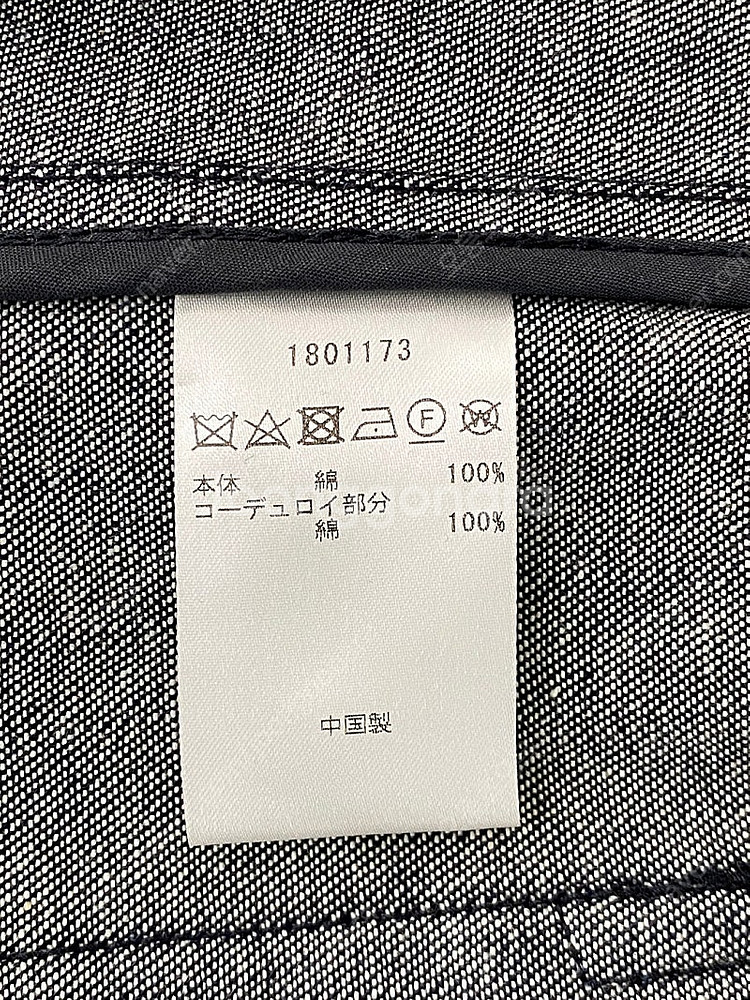 1801173
F W
本体 綿 100%
コーデュロイ部分
綿 100%
中国製